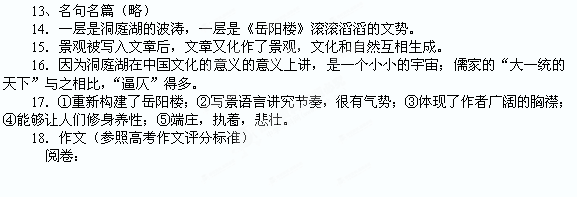 13、名句名篇（略）
14．一层是洞庭湖的波涛，一层是《岳阳楼》滚滚滔滔的文势。
15．景观被写入文章后，文章又化作了景观，文化和自然互相生成。
16．因为洞庭湖在中国文化的意义的意义上讲，是一个小小的宇宙；儒家的“大一统的
天下”与之相比，“逼仄”得多。
17．①重新构建了岳阳楼；②写景语言讲究节奏，很有气势；③体现了作者广阔的胸襟；
④能够让人们修身养性；⑤端庄，执着，悲壮。
18．作文（参照高考作文评分标准）
阅卷：